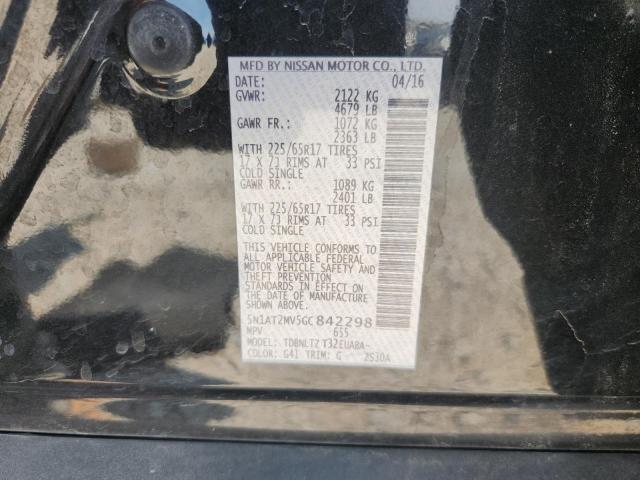 MFD BY NISSAN MOTOR CO., LTD.
DATE: 04/16
GVWR: 2122 KG
4679 LB
GAWR FR.: 1072 KG
2363 LB
WITH 225/65R17 TIRES
17 X 7J RIMS AT 33 PSI
COLD SINGLE
GAWR RR.: 1089 KG
2401 LB
WITH 225/65R17 TIRES
17 X 7J RIMS AT 33 PSI
COLD SINGLE
THIS VEHICLE CONFORMS TO
ALL APPLICABLE FEDERAL
MOTOR VEHICLE SAFETY AND
THEFT PREVENTION
STANDARDS IN EFFECT ON
THE DATE OF MANUFACTURE
SHOWN ABOVE.
5N1AT2MV5GC842298
MPV 655
MODEL: TDBNLTZ T32EUABA-
COLOR: G41 TRIM: G 2S30A